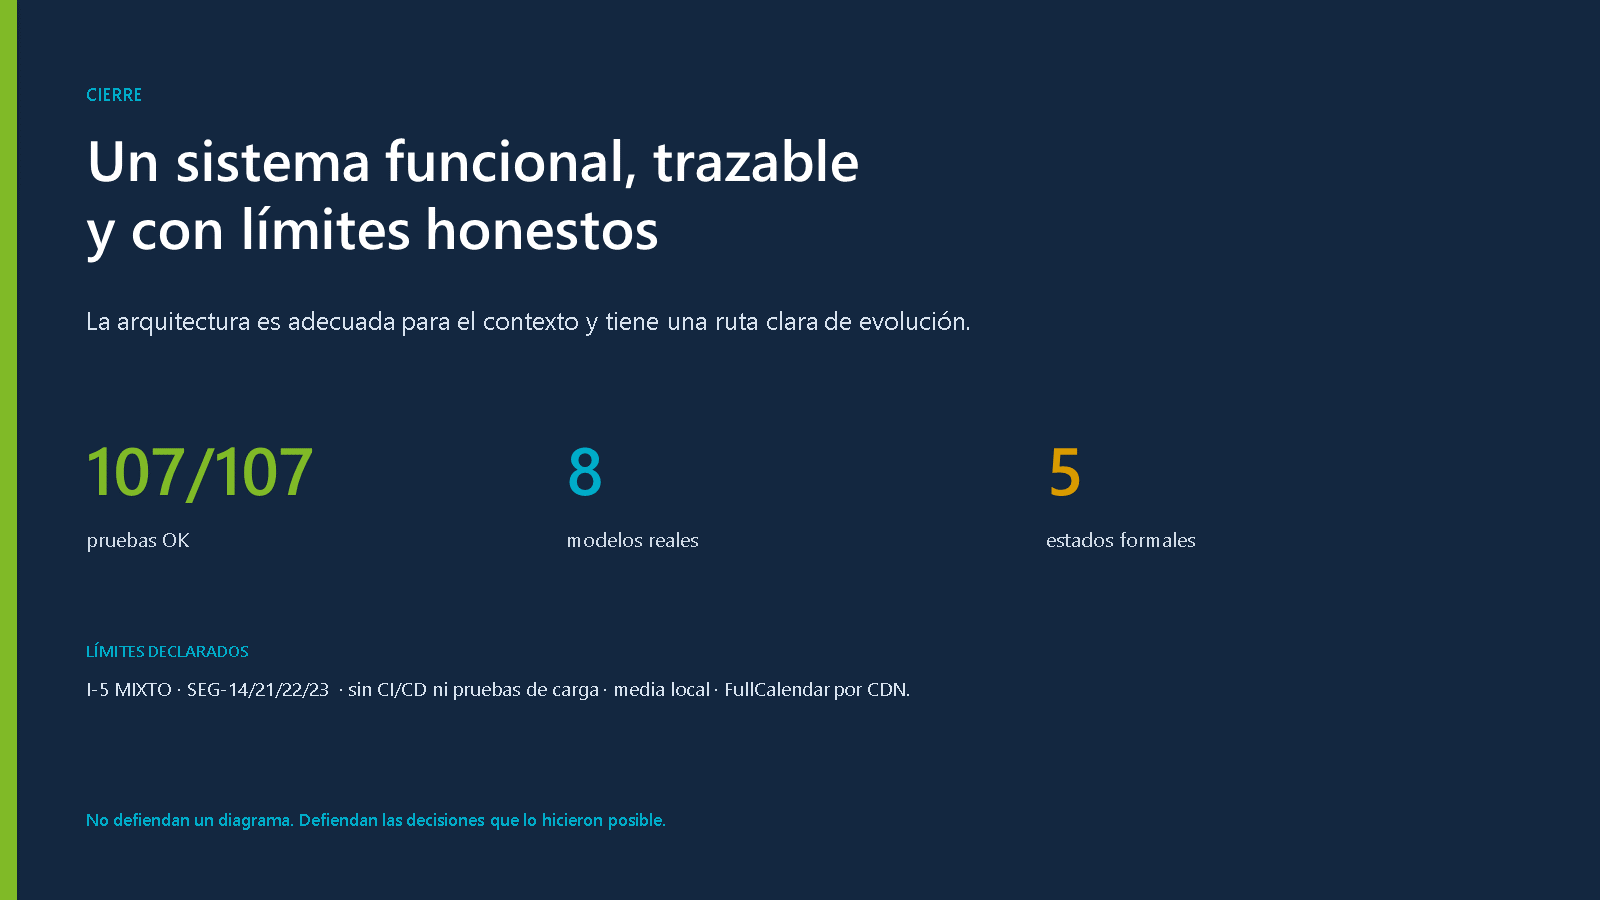 CIERRE
Un sistema funcional, trazable
y con límites honestos
La arquitectura es adecuada para el contexto y tiene una ruta clara de evolución.
107/107
8
5
pruebas OK
modelos reales
estados formales
LÍMITES DECLARADOS
I-5 MIXTO · SEG-14/21/22/23 · sin CI/CD ni pruebas de carga · media local · FullCalendar por CDN.
No defiendan un diagrama. Defiendan las decisiones que lo hicieron posible.